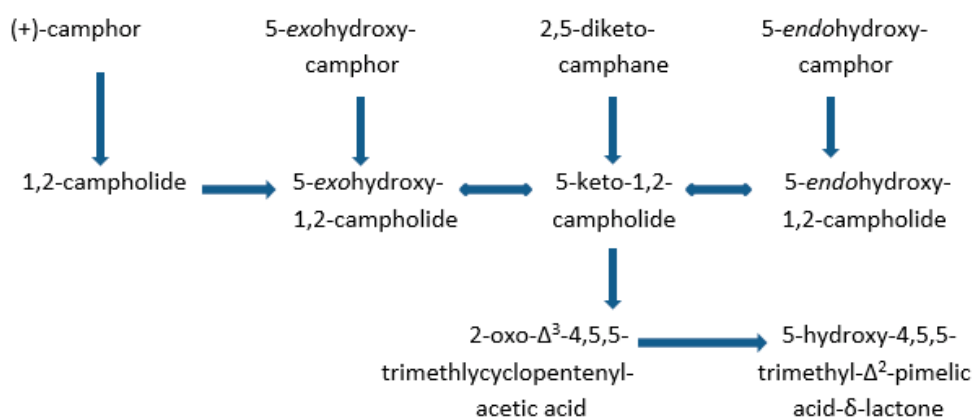 (+)-camphor
5-exohydroxy-
camphor
2,5-diketo-
camphane
5-endohydroxy-
camphor
1,2-campholide
5-exohydroxy-
1,2-campholide
5-keto-1,2-
campholide
5-endohydroxy-
1,2-campholide
2-oxo-Δ³-4,5,5-
trimethlycyclopentenyl-
acetic acid
5-hydroxy-4,5,5-
trimethyl-Δ²-pimelic
acid-δ-lactone